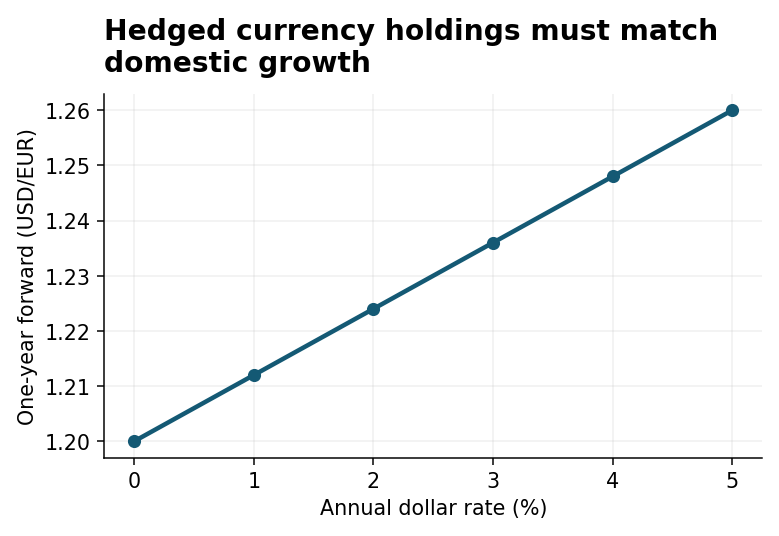 Hedged currency holdings must match
domestic growth
One-year forward (USD/EUR)
1.26
1.25
1.24
1.23
1.22
1.21
1.20
0 1 2 3 4 5
Annual dollar rate (%)